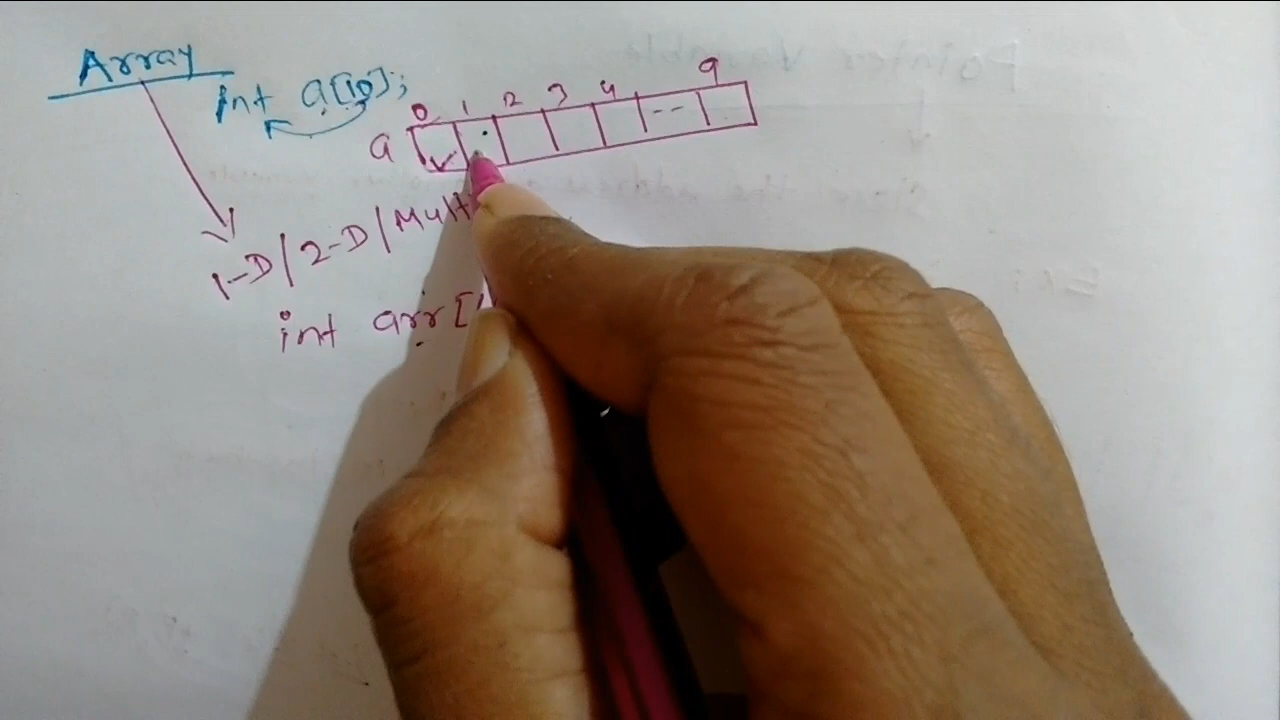 Array
int a[10];
0 1 2 3 4 9
a
1-D/2-D/Mult
int arr[